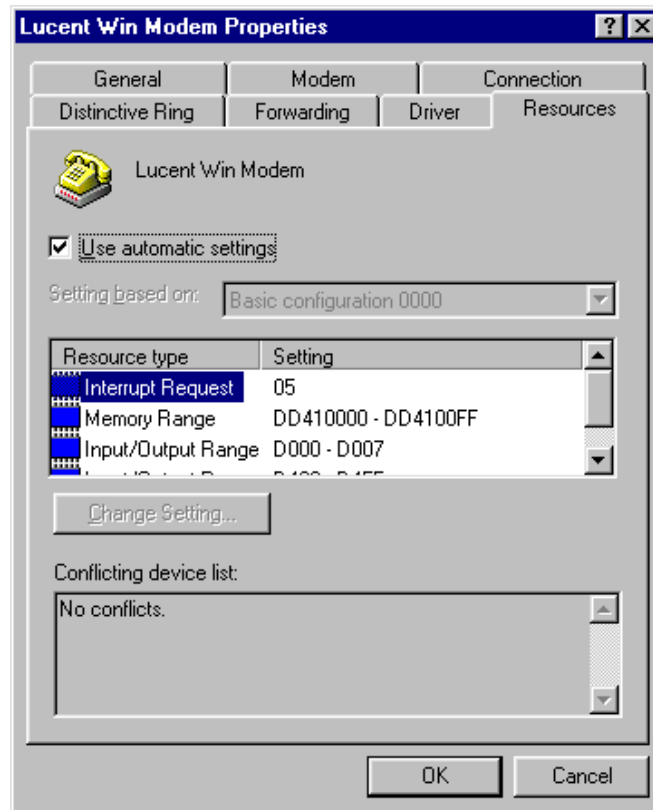 Lucent Win Modem Properties
General Modem Connection
Distinctive Ring Forwarding Driver Resources
Lucent Win Modem
Use automatic settings
Setting based on: Basic configuration 0000
Resource type Setting
Interrupt Request 05
Memory Range DD410000 - DD4100FF
Input/Output Range D000 - D007
Change Setting...
Conflicting device list:
No conflicts.
OK Cancel